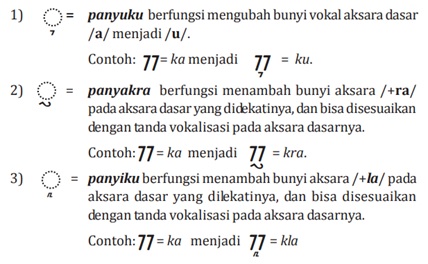 1) ◌ᮥ = panyuku berfungsi mengubah bunyi vokal aksara dasar
/a/ menjadi /u/.
Contoh: ᮊ= ka menjadi ᮊᮥ = ku.
2) ◌ᮢ = panyakra berfungsi menambah bunyi aksara /+ra/
pada aksara dasar yang didekatinya, dan bisa disesuaikan
dengan tanda vokalisasi pada aksara dasarnya.
Contoh: ᮊ = ka menjadi ᮊᮢ = kra.
3) ◌ᮣ = panyiku berfungsi menambah bunyi aksara /+la/ pada
aksara dasar yang dilekatinya, dan bisa disesuaikan
dengan tanda vokalisasi pada aksara dasarnya.
Contoh: ᮊ = ka menjadi ᮊᮣ = kla